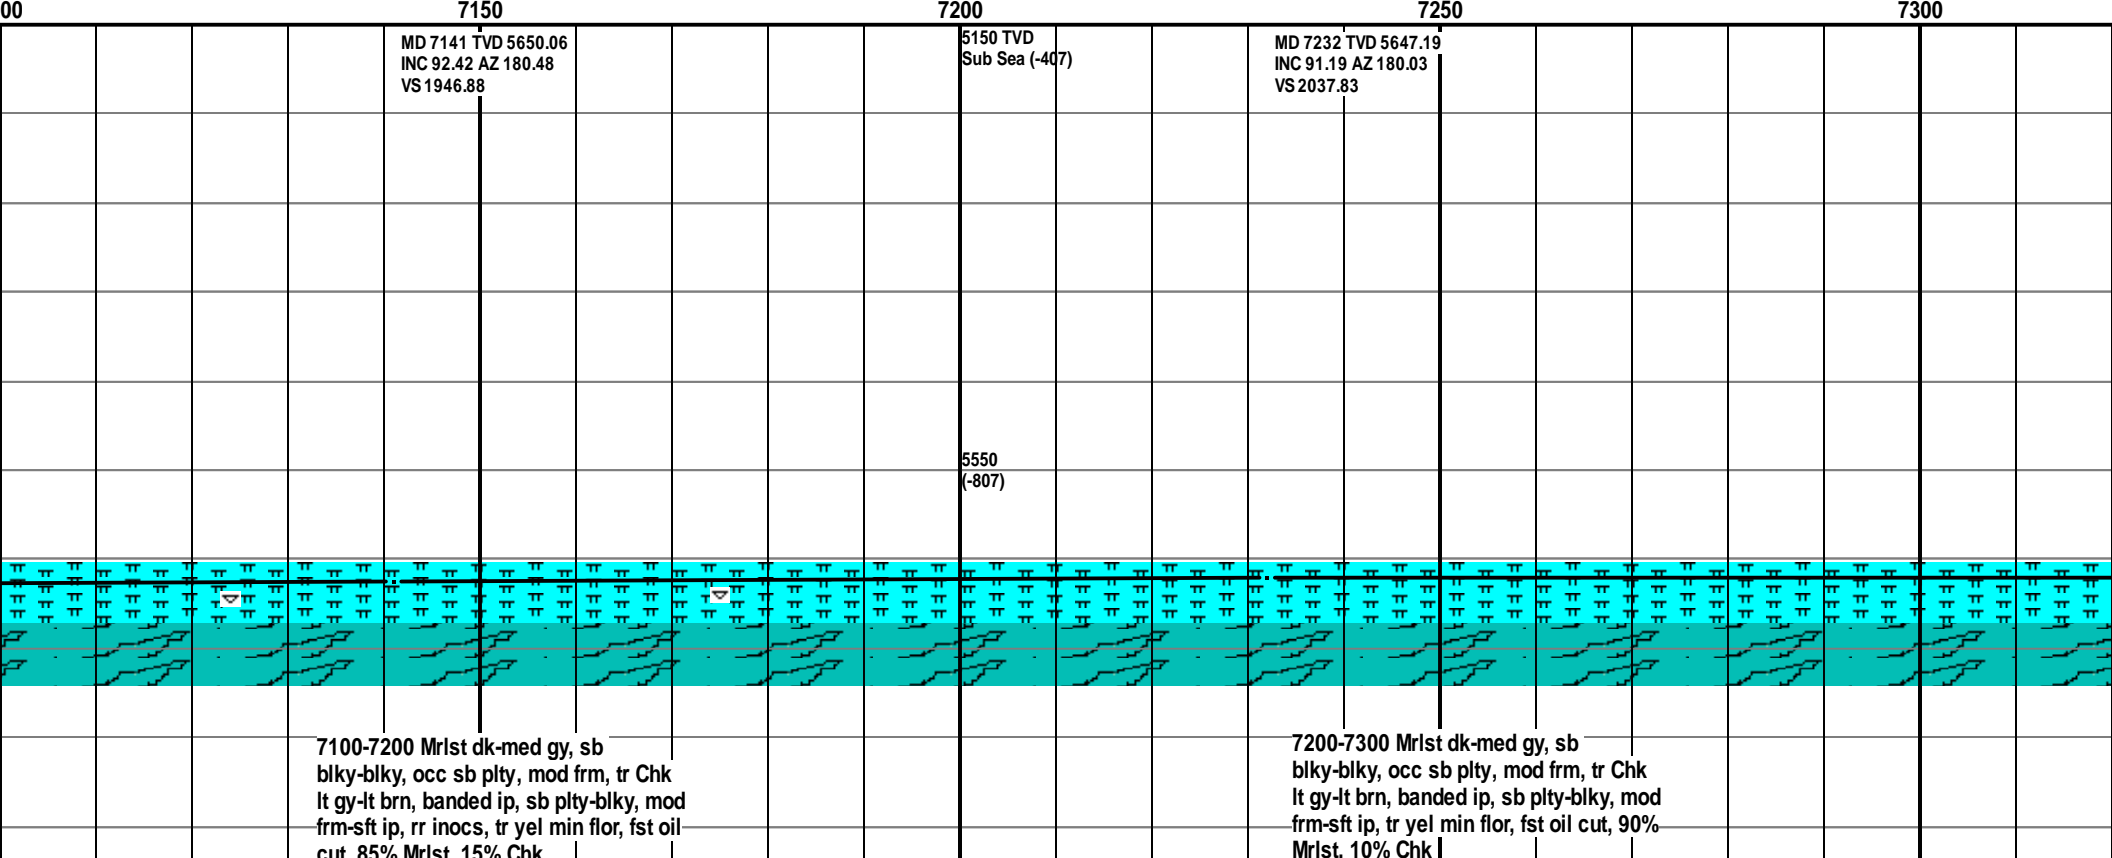 00 7150 7200 7250 7300
MD 7141 TVD 5650.06
INC 92.42 AZ 180.48
VS 1946.88
5150 TVD
Sub Sea (-407)
MD 7232 TVD 5647.19
INC 91.19 AZ 180.03
VS 2037.83
5550
(-807)
7100-7200 Mrlst dk-med gy, sb
blky-blky, occ sb plty, mod frm, tr Chk
lt gy-lt brn, banded ip, sb plty-blky, mod
frm-sft ip, rr inocs, tr yel min flor, fst oil
cut, 85% Mrlst, 15% Chk
7200-7300 Mrlst dk-med gy, sb
blky-blky, occ sb plty, mod frm, tr Chk
lt gy-lt brn, banded ip, sb plty-blky, mod
frm-sft ip, tr yel min flor, fst oil cut, 90%
Mrlst, 10% Chk